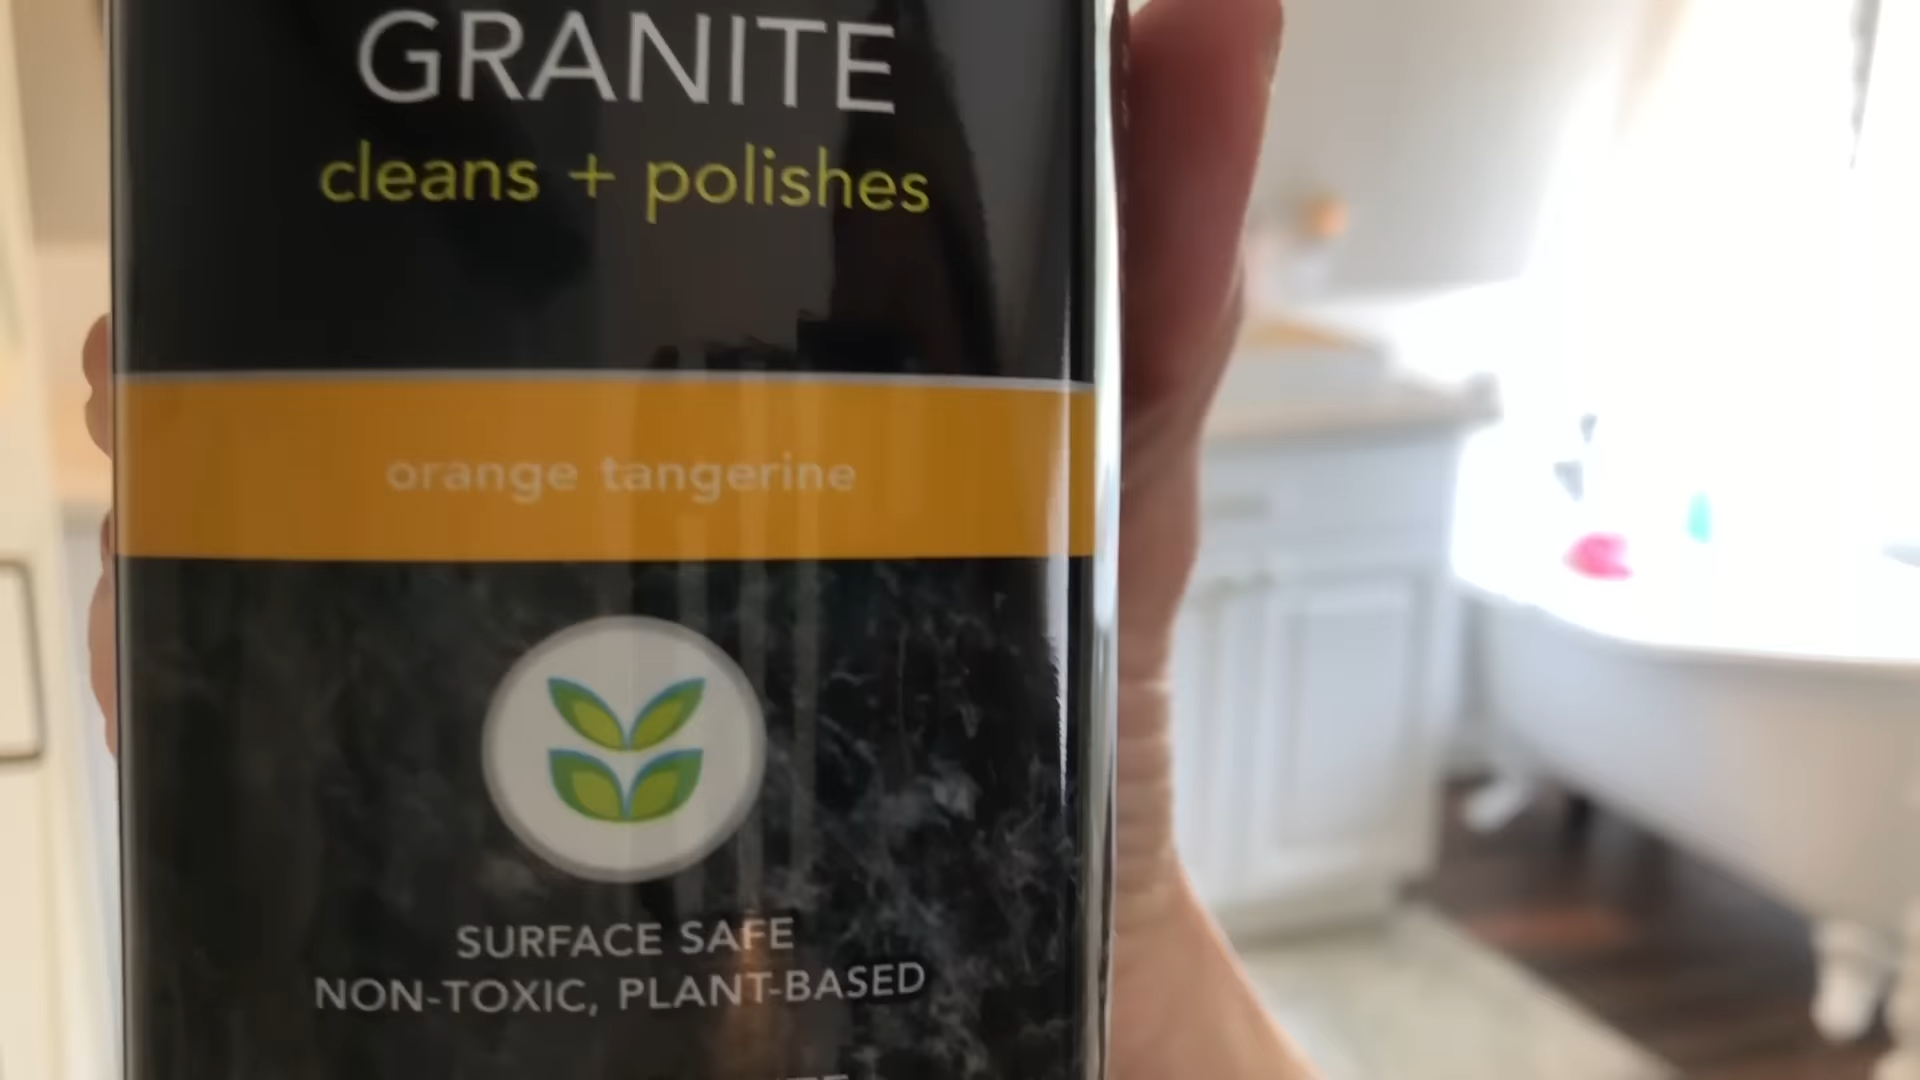 GRANITE
cleans + polishes
orange tangerine
SURFACE SAFE
NON-TOXIC, PLANT-BASED